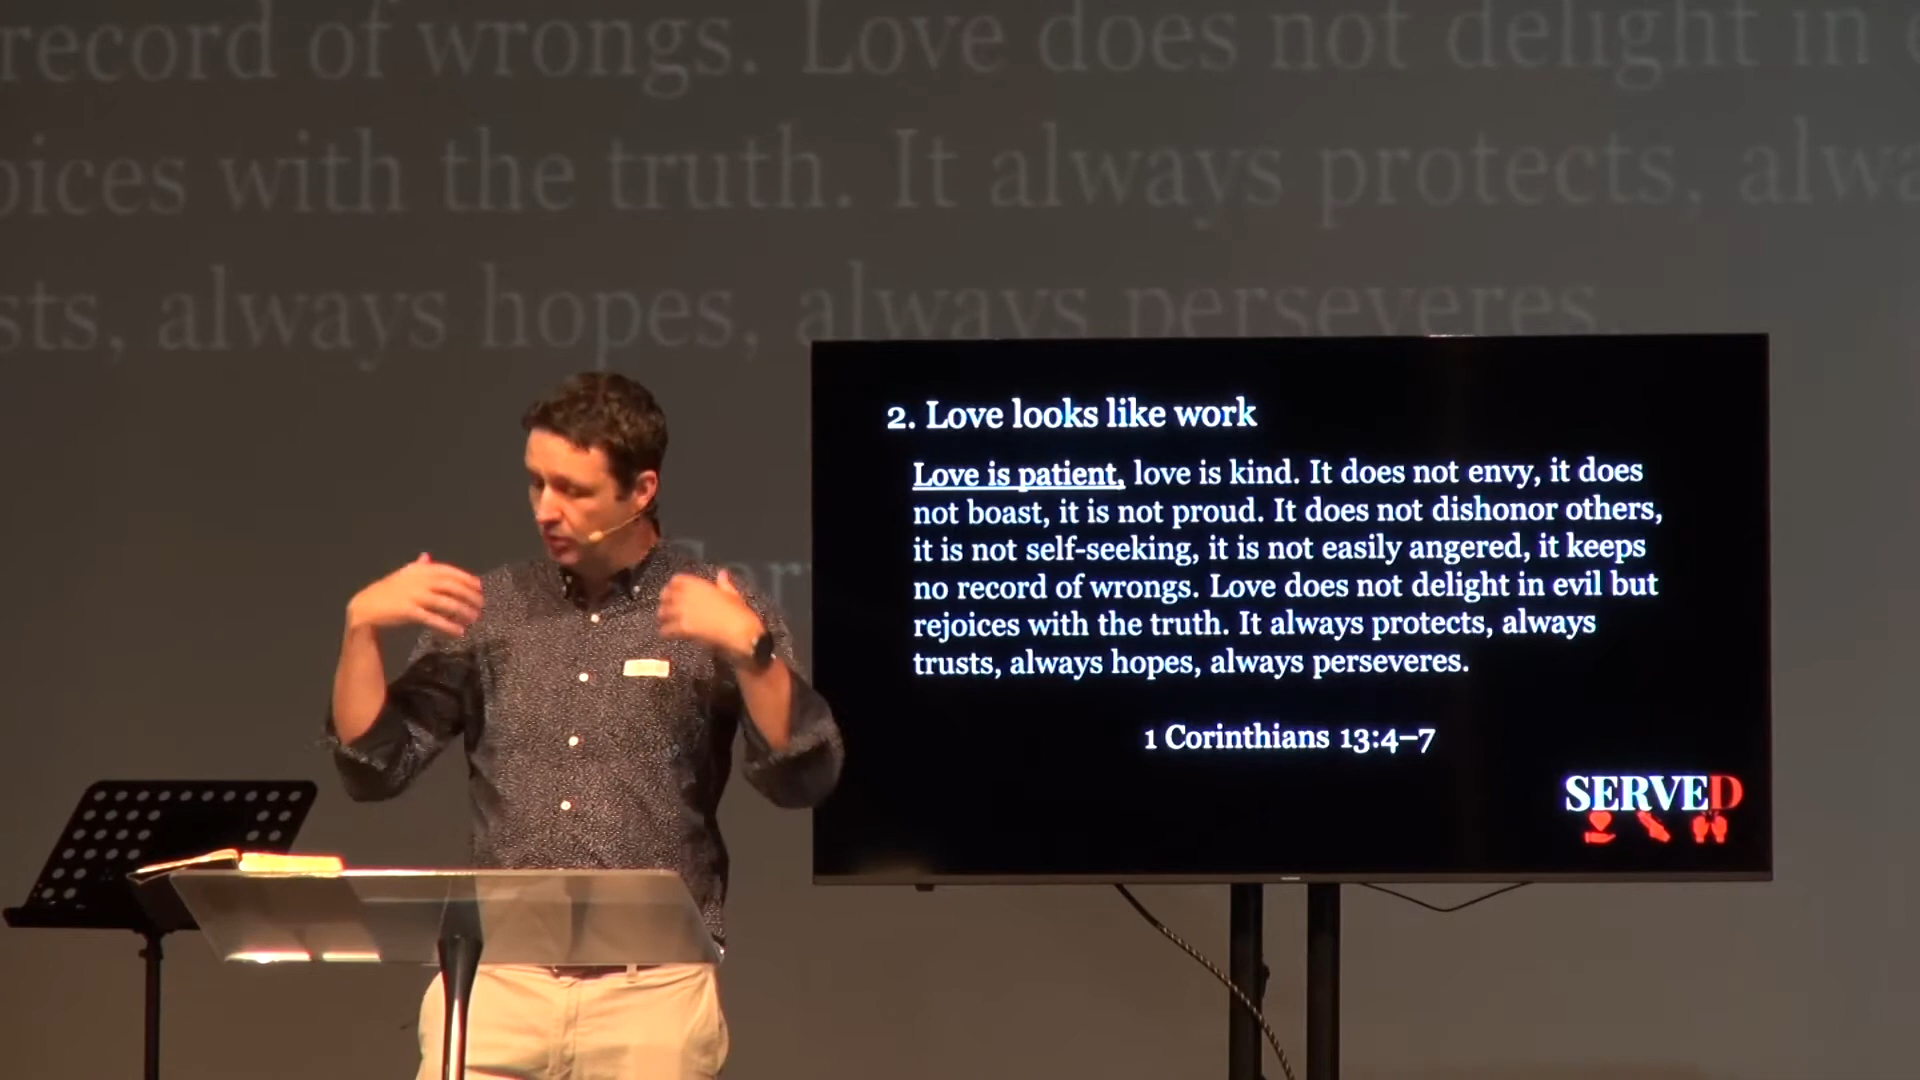 record of wrongs. Love does not delight in
oices with the truth. It always protects, alwa
sts, always hopes, always perseveres.
2. Love looks like work
Love is patient, love is kind. It does not envy, it does
not boast, it is not proud. It does not dishonor others,
it is not self-seeking, it is not easily angered, it keeps
no record of wrongs. Love does not delight in evil but
rejoices with the truth. It always protects, always
trusts, always hopes, always perseveres.
1 Corinthians 13:4–7
SERVED